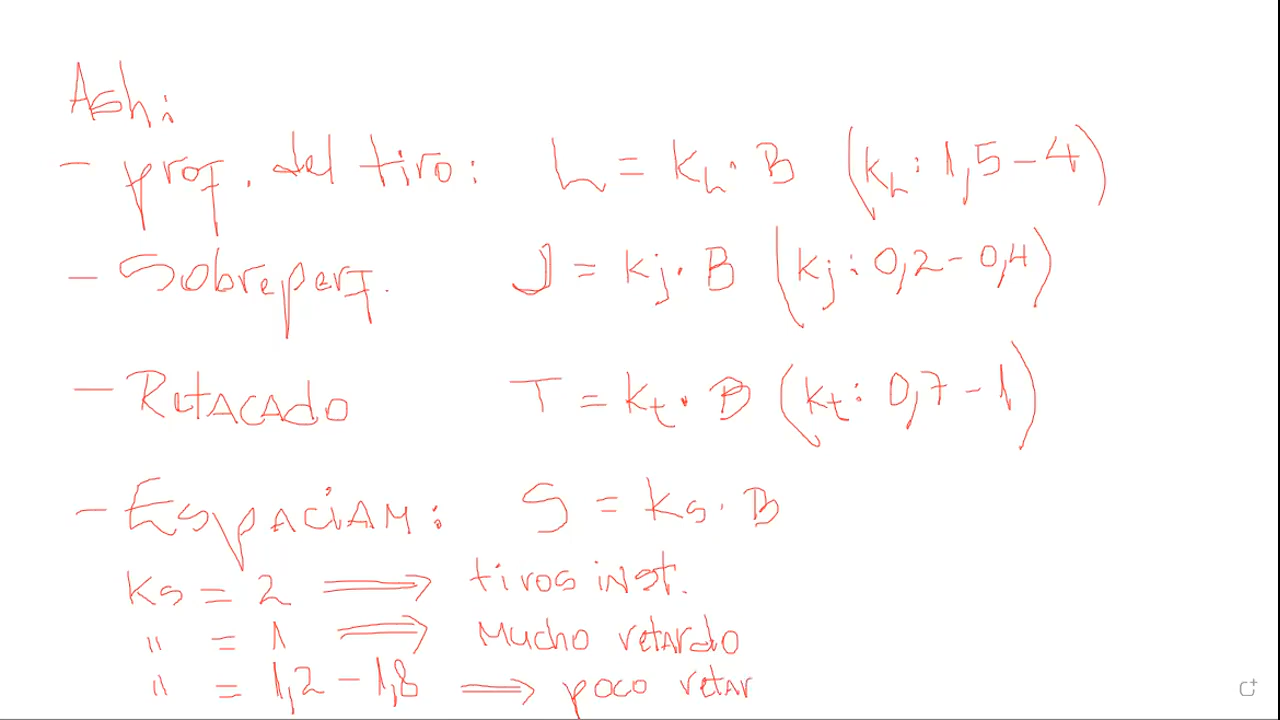 Ash:
- prof. del tiro: L = Kh · B (Kh: 1,5 - 4)
- Sobreperf. J = Kj · B (Kj: 0,2 - 0,4)
- Retacado T = Kt · B (Kt: 0,7 - 1)
- Espaciam: S = Ks · B
Ks = 2 ⟹ tiros inst.
" = 1 ⟹ Mucho retardo
" = 1,2 - 1,8 ⟹ poco retar